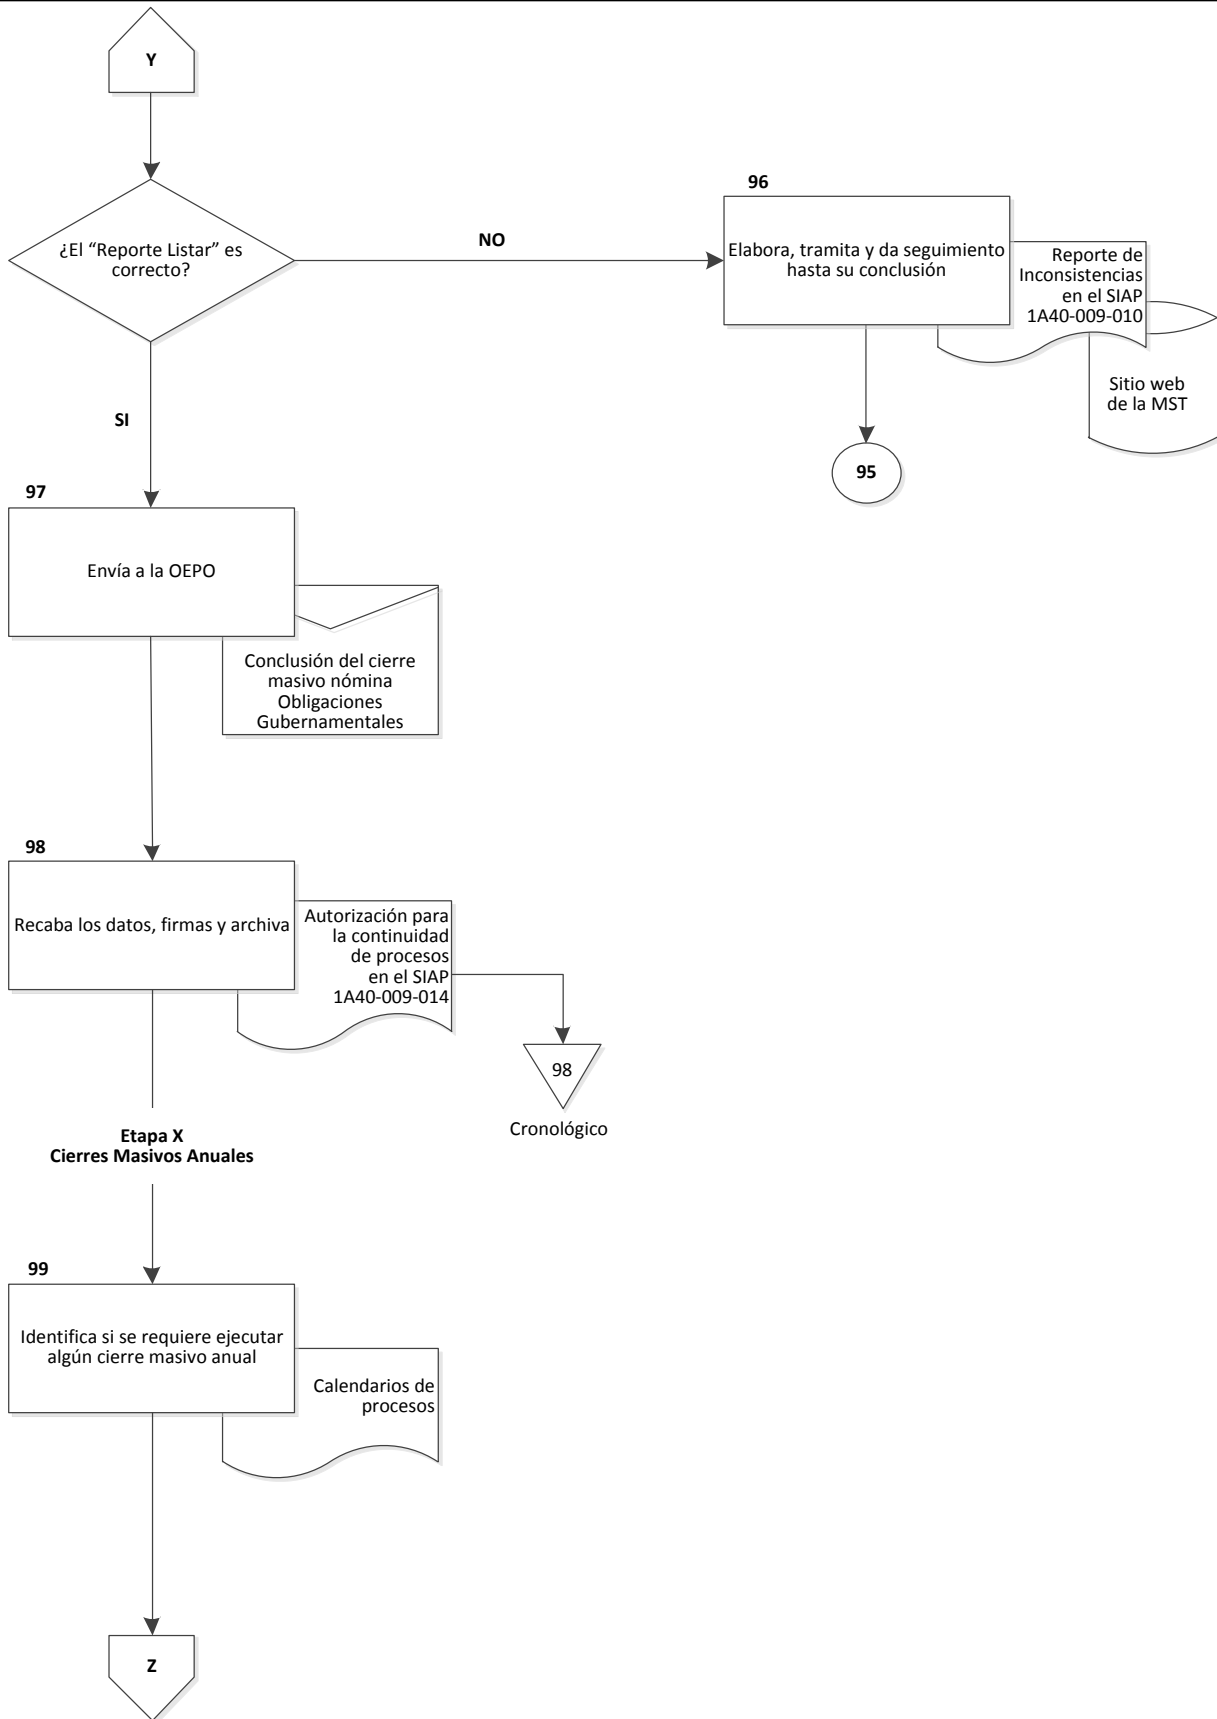 Y
¿El “Reporte Listar” es
correcto?
NO
96
Elabora, tramita y da seguimiento
hasta su conclusión
Reporte de
Inconsistencias
en el SIAP
1A40-009-010
Sitio web
de la MST
95
SI
97
Envía a la OEPO
Conclusión del cierre
masivo nómina
Obligaciones
Gubernamentales
98
Recaba los datos, firmas y archiva
Autorización para
la continuidad
de procesos
en el SIAP
1A40-009-014
98
Cronológico
Etapa X
Cierres Masivos Anuales
99
Identifica si se requiere ejecutar
algún cierre masivo anual
Calendarios de
procesos
Z